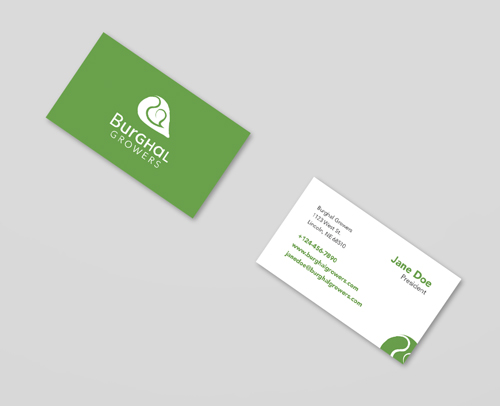 BurGHaL
GROWERS
Burghal Growers
1123 West St.
Lincoln, NE 68510
+124-456-7890
www.burghalgrowers.com
janedoe@burghalgrowers.com
Jane Doe
President